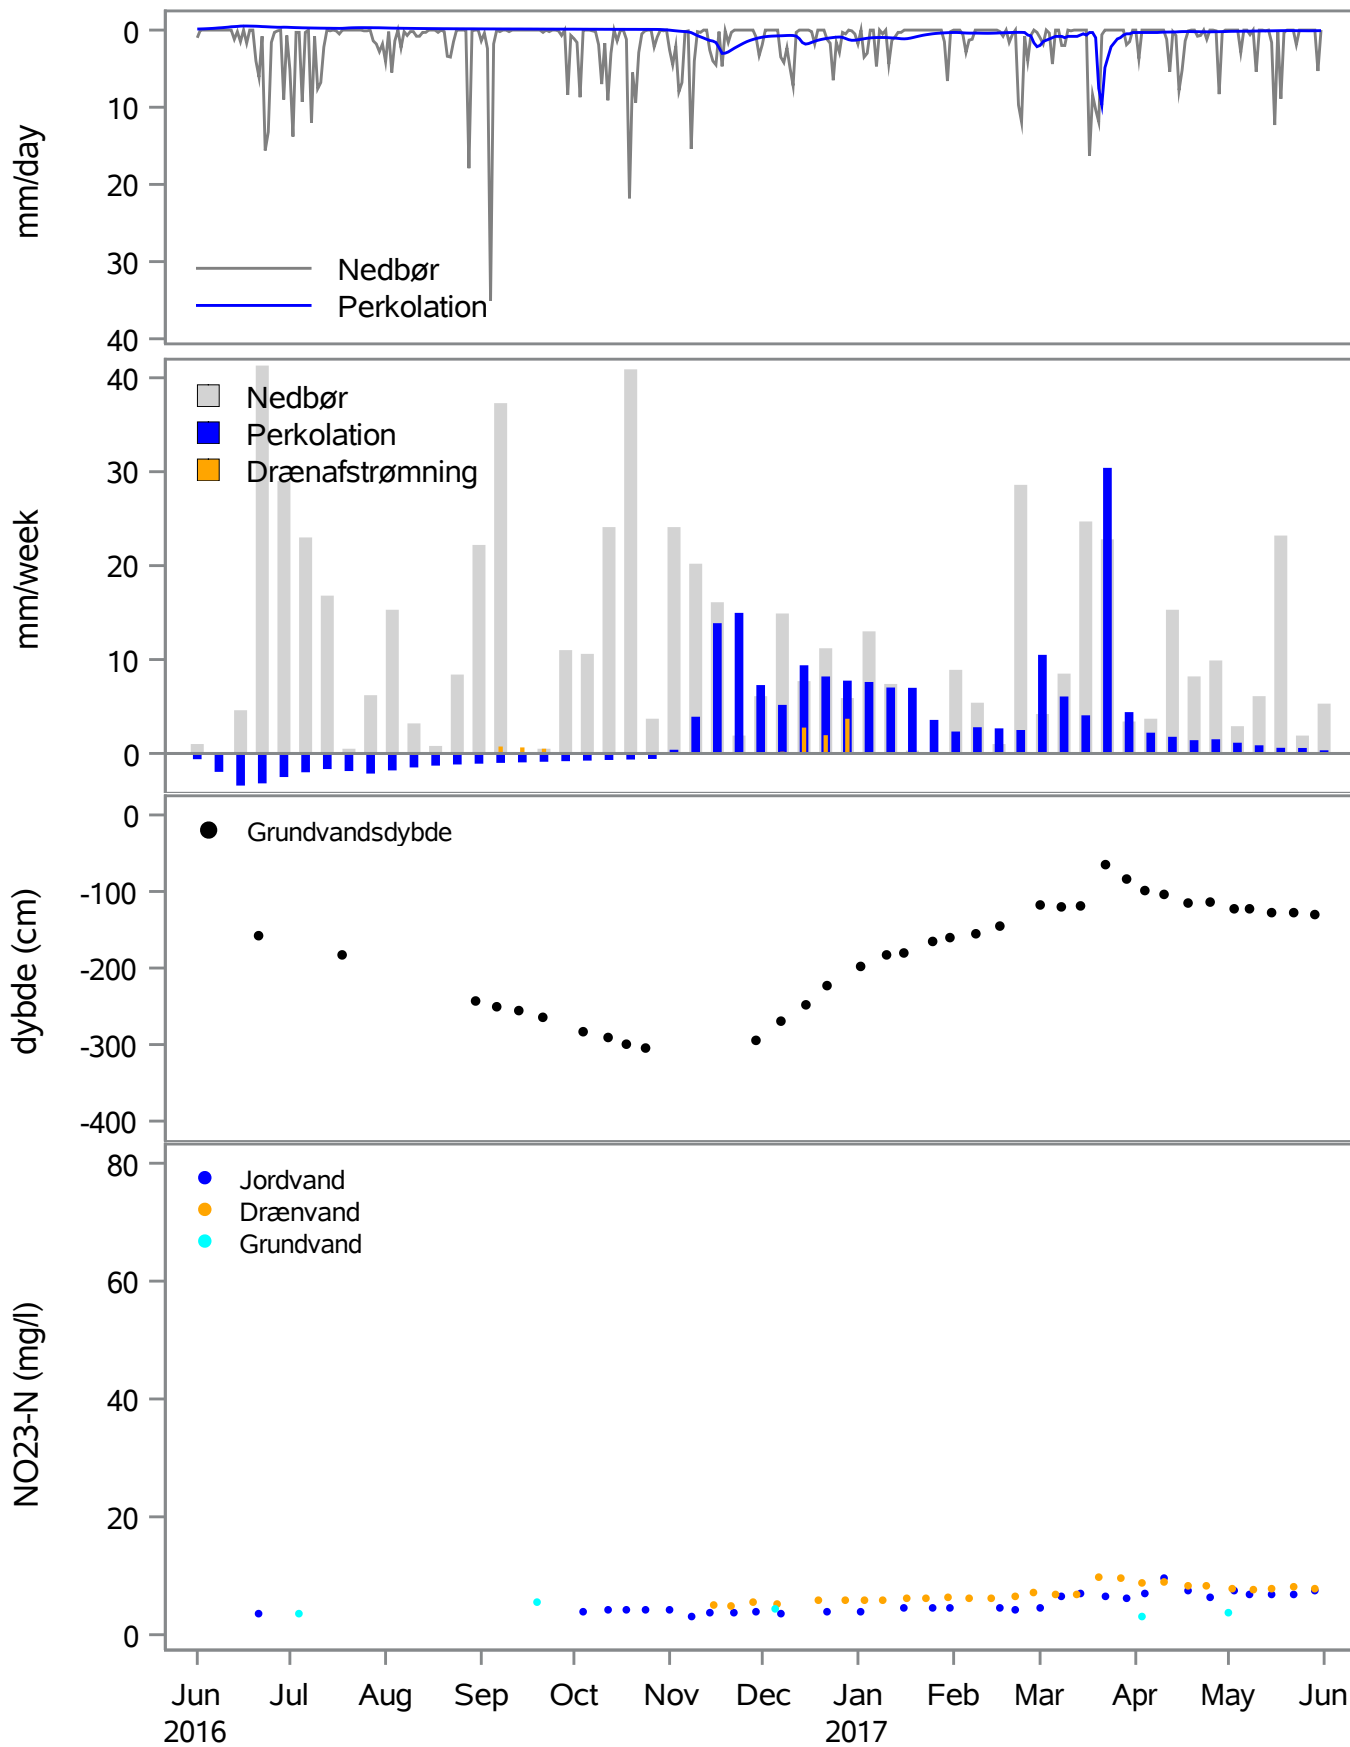 0
10
20
30
40
mm/day
Nedbør
Perkolation
40
30
20
10
0
mm/week
Nedbør
Perkolation
Drænafstrømning
0
-100
-200
-300
-400
dybde (cm)
Grundvandsdybde
80
60
40
20
0
NO23-N (mg/l)
Jordvand
Drænvand
Grundvand
Jun Jul Aug Sep Oct Nov Dec Jan Feb Mar Apr May Jun
2016 2017